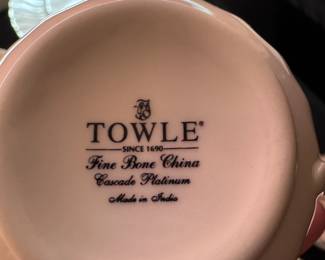 TOWLE®
SINCE 1690
Fine Bone China
Cascade Platinum
Made in India